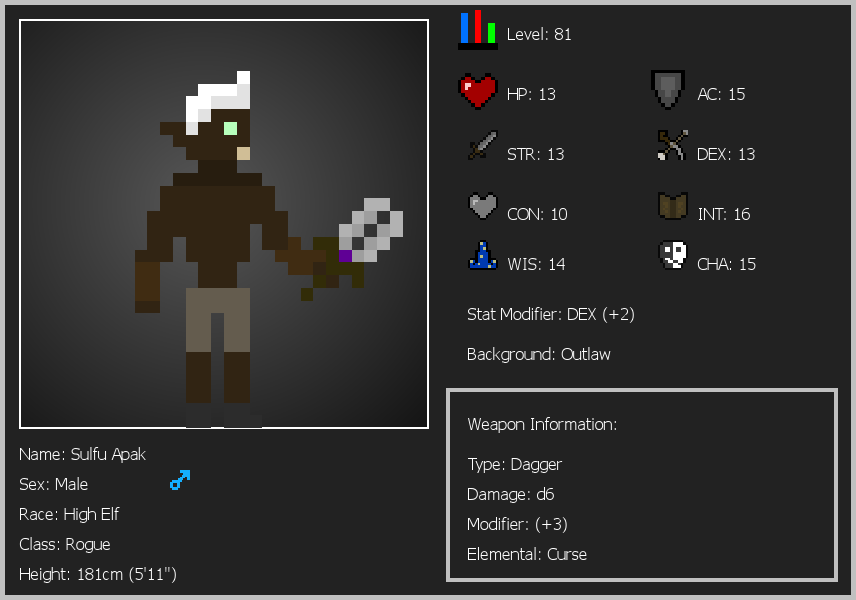 Level: 81
HP: 13
AC: 15
STR: 13
DEX: 13
CON: 10
INT: 16
WIS: 14
CHA: 15
Stat Modifier: DEX (+2)
Background: Outlaw
Weapon Information:
Type: Dagger
Damage: d6
Modifier: (+3)
Elemental: Curse
Name: Sulfu Apak
Sex: Male
Race: High Elf
Class: Rogue
Height: 181cm (5'11")